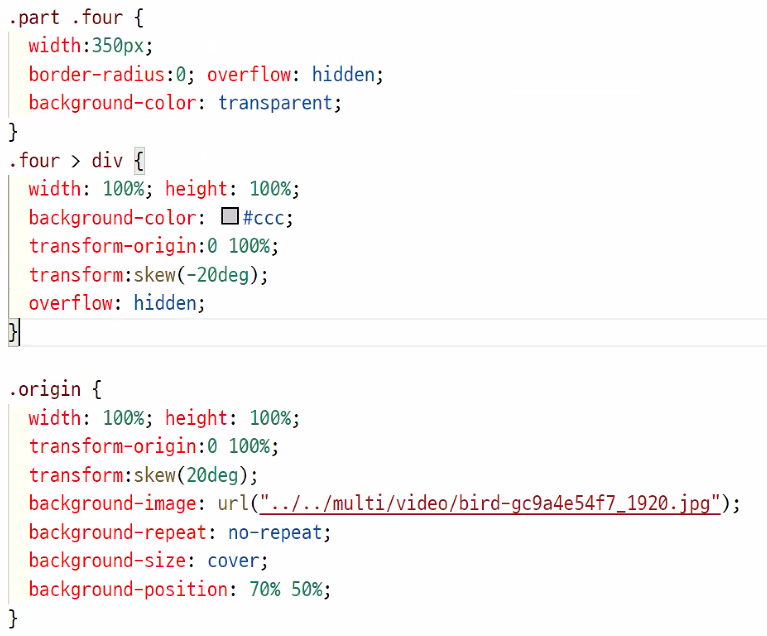 .part .four {
width:350px;
border-radius:0; overflow: hidden;
background-color: transparent;
}
.four > div {
width: 100%; height: 100%;
background-color: #ccc;
transform-origin:0 100%;
transform:skew(-20deg);
overflow: hidden;
}
.origin {
width: 100%; height: 100%;
transform-origin:0 100%;
transform:skew(20deg);
background-image: url("../../multi/video/bird-gc9a4e54f7_1920.jpg");
background-repeat: no-repeat;
background-size: cover;
background-position: 70% 50%;
}